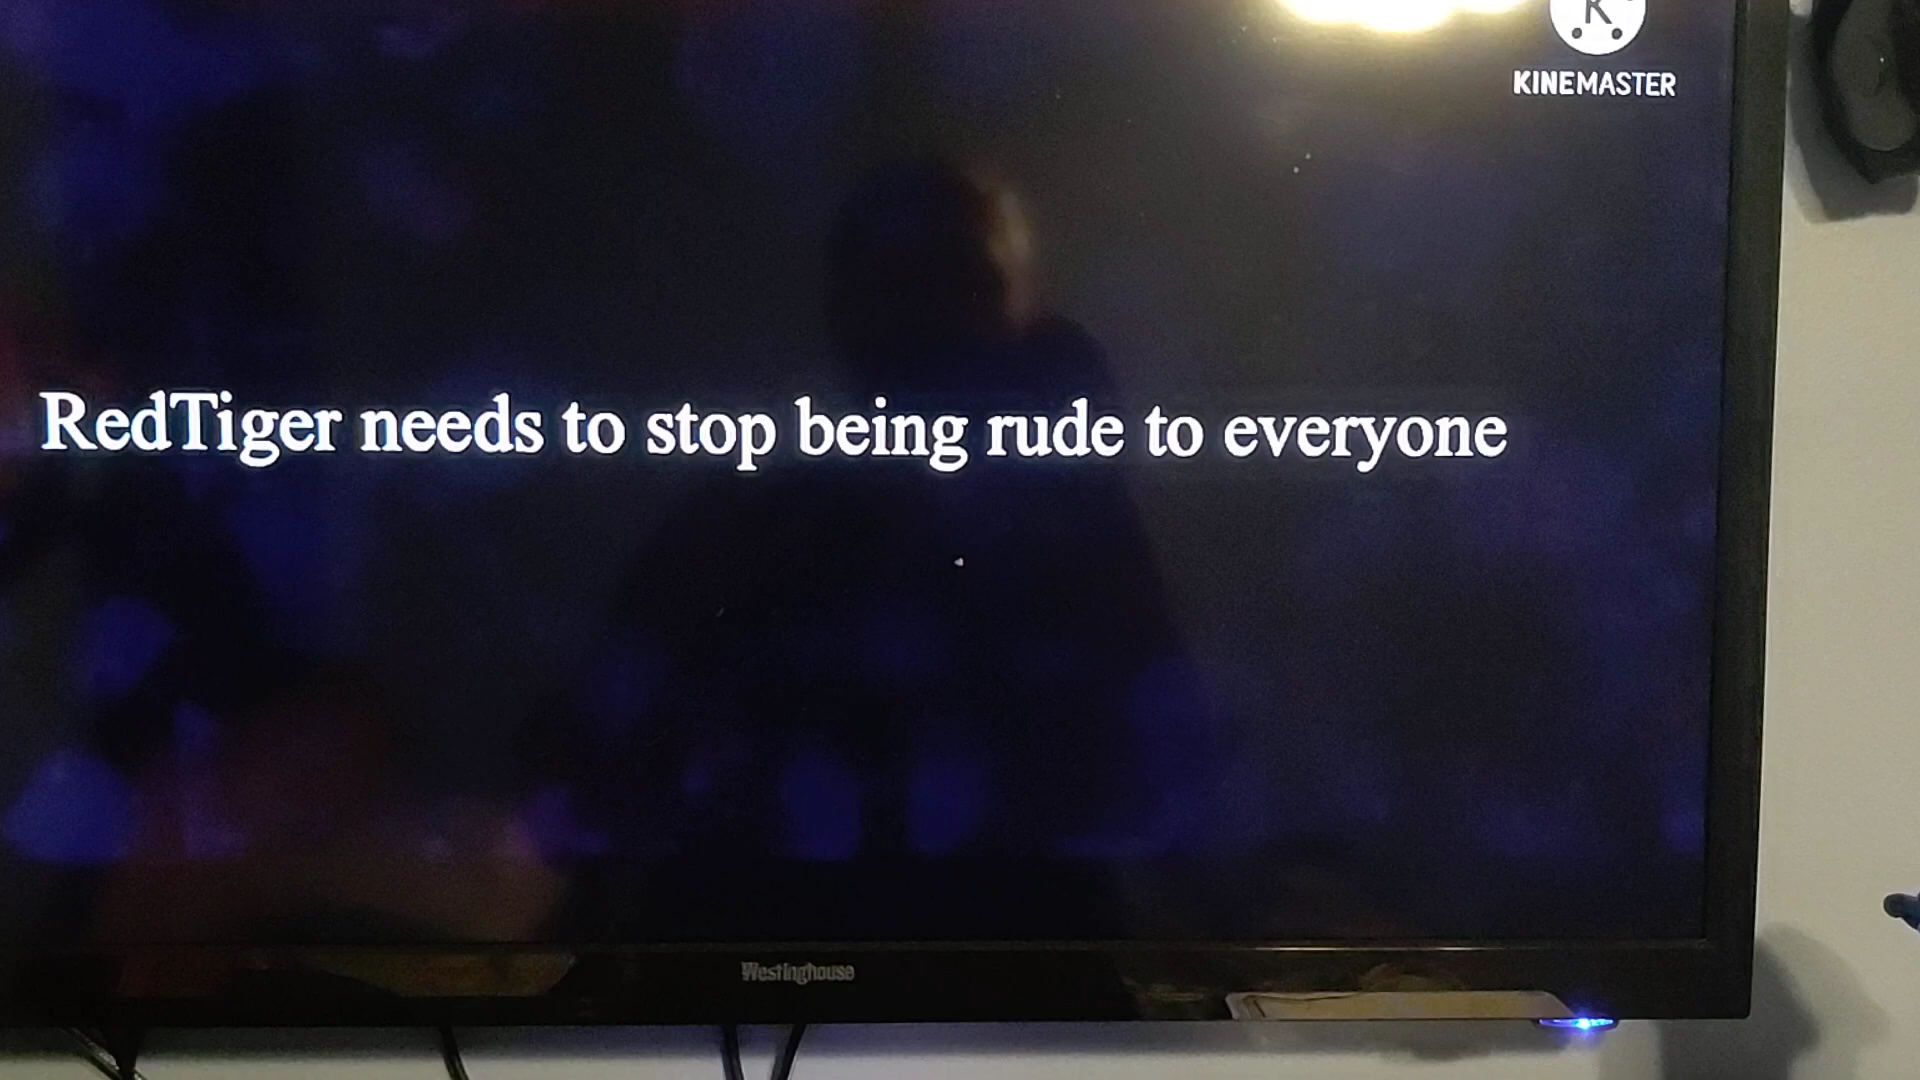 K
KINEMASTER
RedTiger needs to stop being rude to everyone
Westinghouse